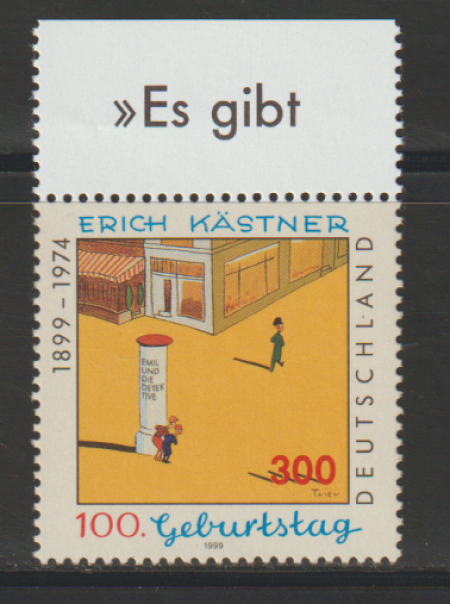 »Es gibt
ERICH KÄSTNER
1899 – 1974
DEUTSCHLAND
EMIL
UND
DIE
DETEK
TIVE
300
Trier
100. Geburtstag
1999